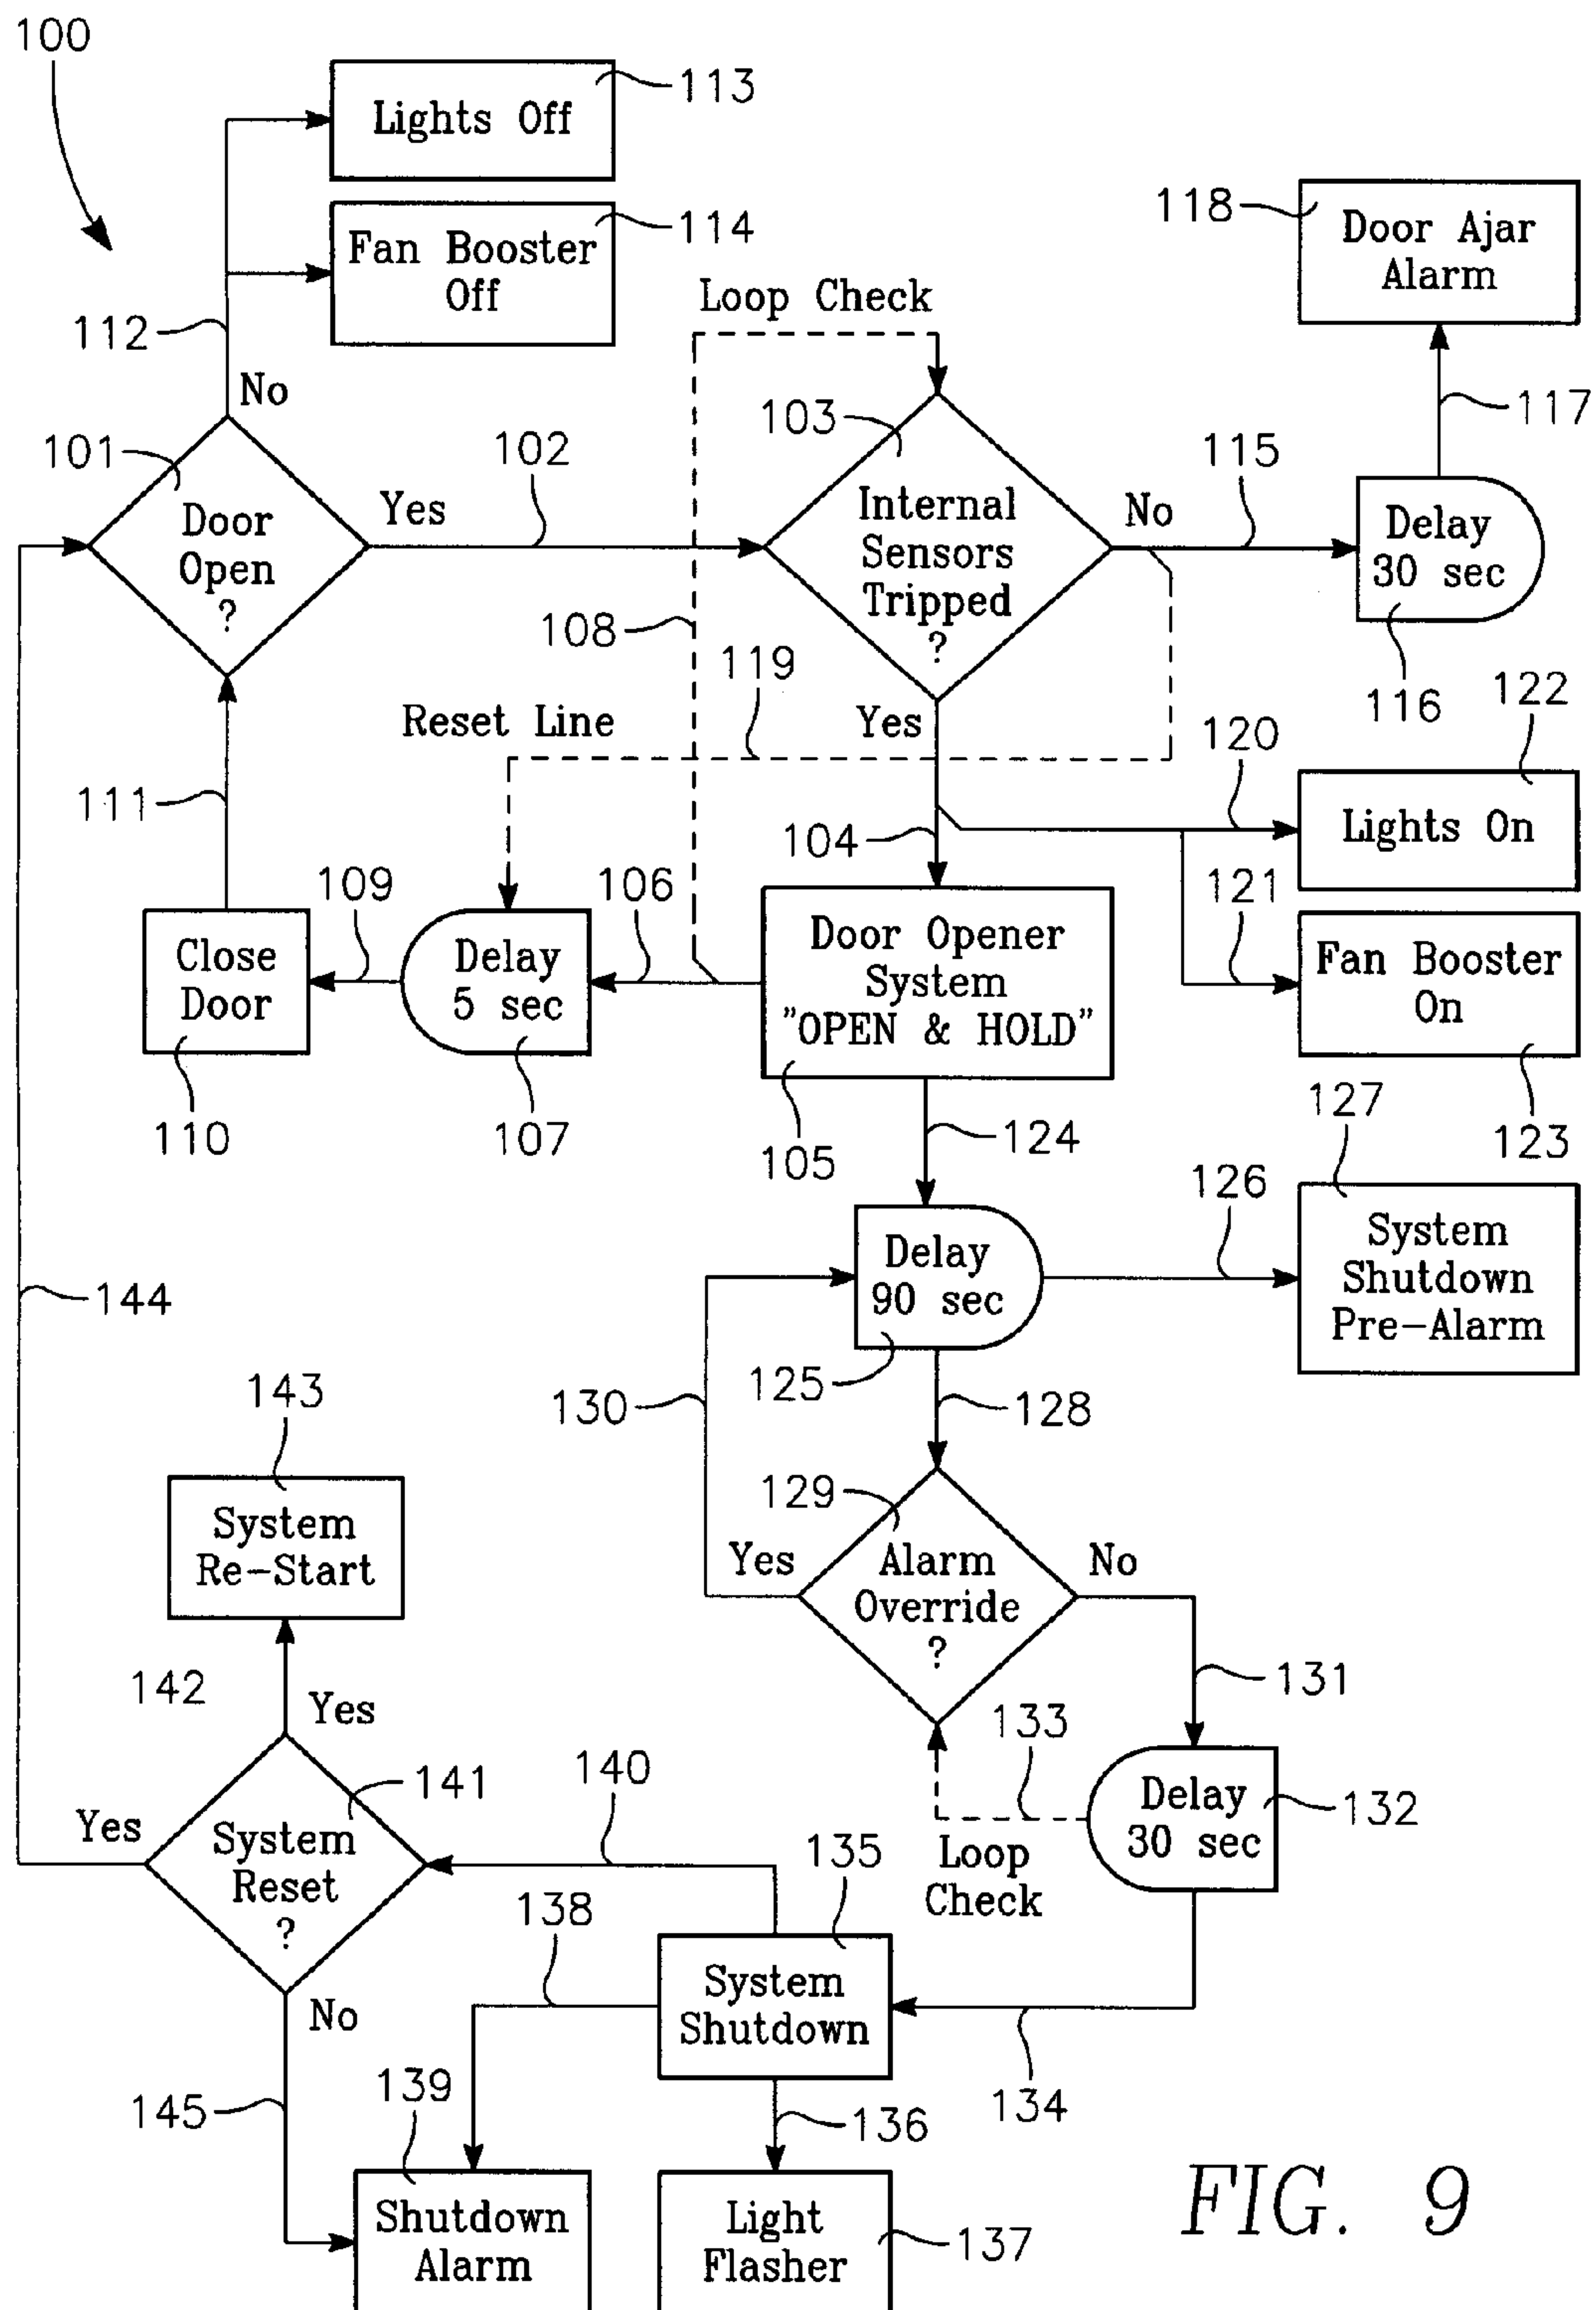 100
Lights Off
113
Fan Booster
Off
114
112
No
118
Door Ajar
Alarm
117
Loop Check
101
Door
Open
?
Yes
102
103
Internal
Sensors
Tripped
?
No
115
Delay
30 sec
116
108
119
Reset Line
Yes
120
122
Lights On
104
121
Fan Booster
On
123
111
109
106
Close
Door
110
Delay
5 sec
107
Door Opener
System
"OPEN & HOLD"
105
124
126
127
System
Shutdown
Pre-Alarm
Delay
90 sec
125
130
128
144
143
System
Re-Start
129
Yes
Alarm
Override
?
No
131
142
Yes
133
Delay
30 sec
132
Loop
Check
140
141
Yes
System
Reset
?
No
135
138
System
Shutdown
134
145
139
136
Shutdown
Alarm
Light
Flasher
137
FIG. 9